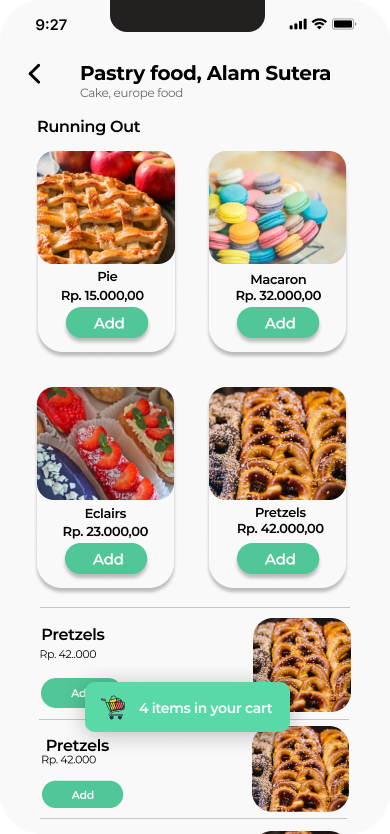 9:27
Pastry food, Alam Sutera
Cake, europe food
Running Out
Pie
Rp. 15.000,00
Add
Macaron
Rp. 32.000,00
Add
Eclairs
Rp. 23.000,00
Add
Pretzels
Rp. 42.000,00
Add
Pretzels
Rp. 42..000
4 items in your cart
Pretzels
Rp. 42.000
Add